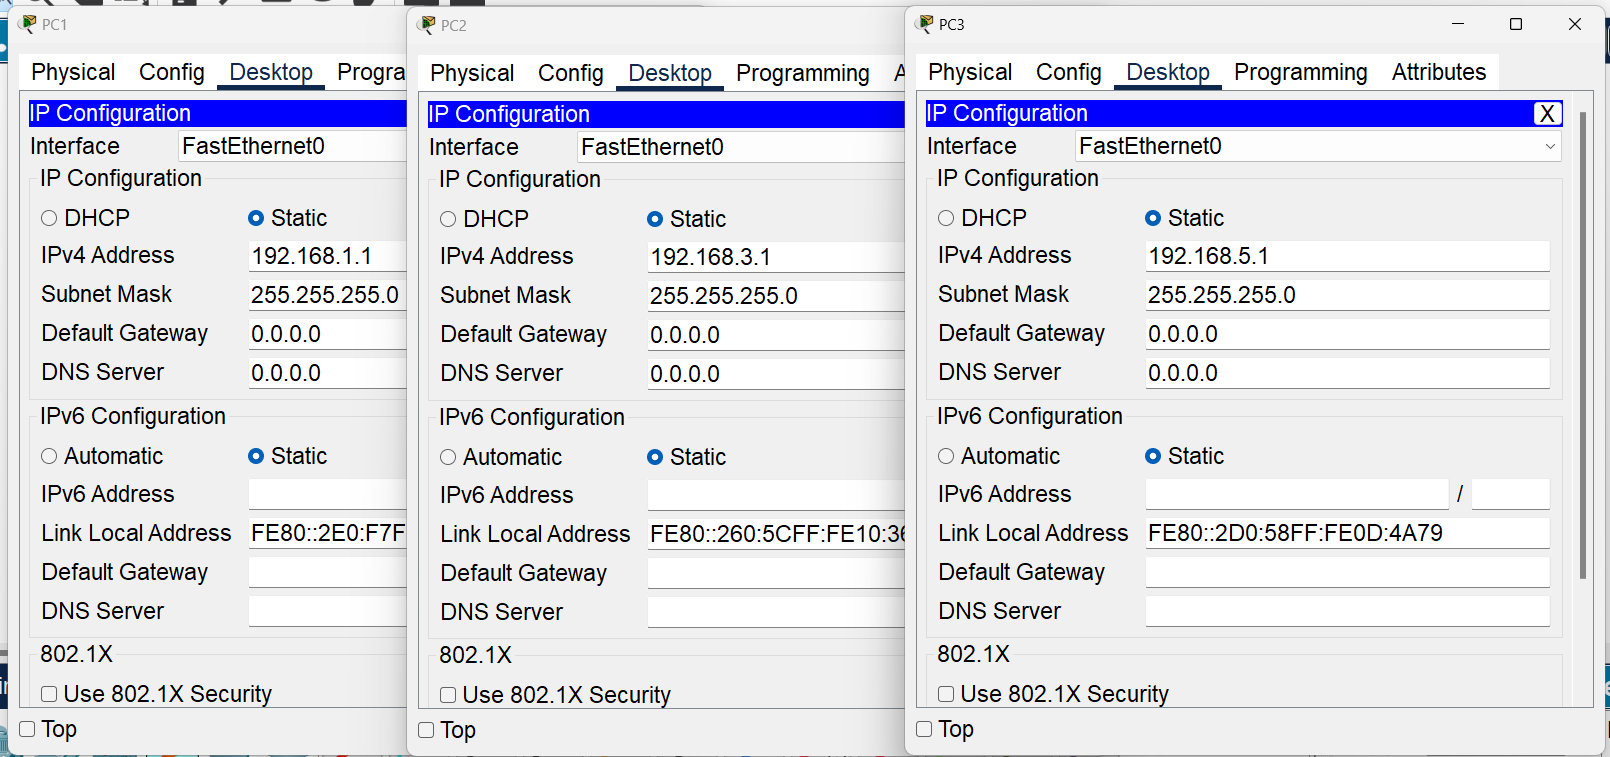 PC1
Physical Config Desktop Progra
IP Configuration
Interface FastEthernet0
IP Configuration
DHCP Static
IPv4 Address 192.168.1.1
Subnet Mask 255.255.255.0
Default Gateway 0.0.0.0
DNS Server 0.0.0.0
IPv6 Configuration
Automatic Static
IPv6 Address
Link Local Address FE80::2E0:F7F
Default Gateway
DNS Server
802.1X
Use 802.1X Security
Top
PC2
Physical Config Desktop Programming A
IP Configuration
Interface FastEthernet0
IP Configuration
DHCP Static
IPv4 Address 192.168.3.1
Subnet Mask 255.255.255.0
Default Gateway 0.0.0.0
DNS Server 0.0.0.0
IPv6 Configuration
Automatic Static
IPv6 Address
Link Local Address FE80::260:5CFF:FE10:36
Default Gateway
DNS Server
802.1X
Use 802.1X Security
Top
PC3
Physical Config Desktop Programming Attributes
IP Configuration X
Interface FastEthernet0
IP Configuration
DHCP Static
IPv4 Address 192.168.5.1
Subnet Mask 255.255.255.0
Default Gateway 0.0.0.0
DNS Server 0.0.0.0
IPv6 Configuration
Automatic Static
IPv6 Address /
Link Local Address FE80::2D0:58FF:FE0D:4A79
Default Gateway
DNS Server
802.1X
Use 802.1X Security
Top